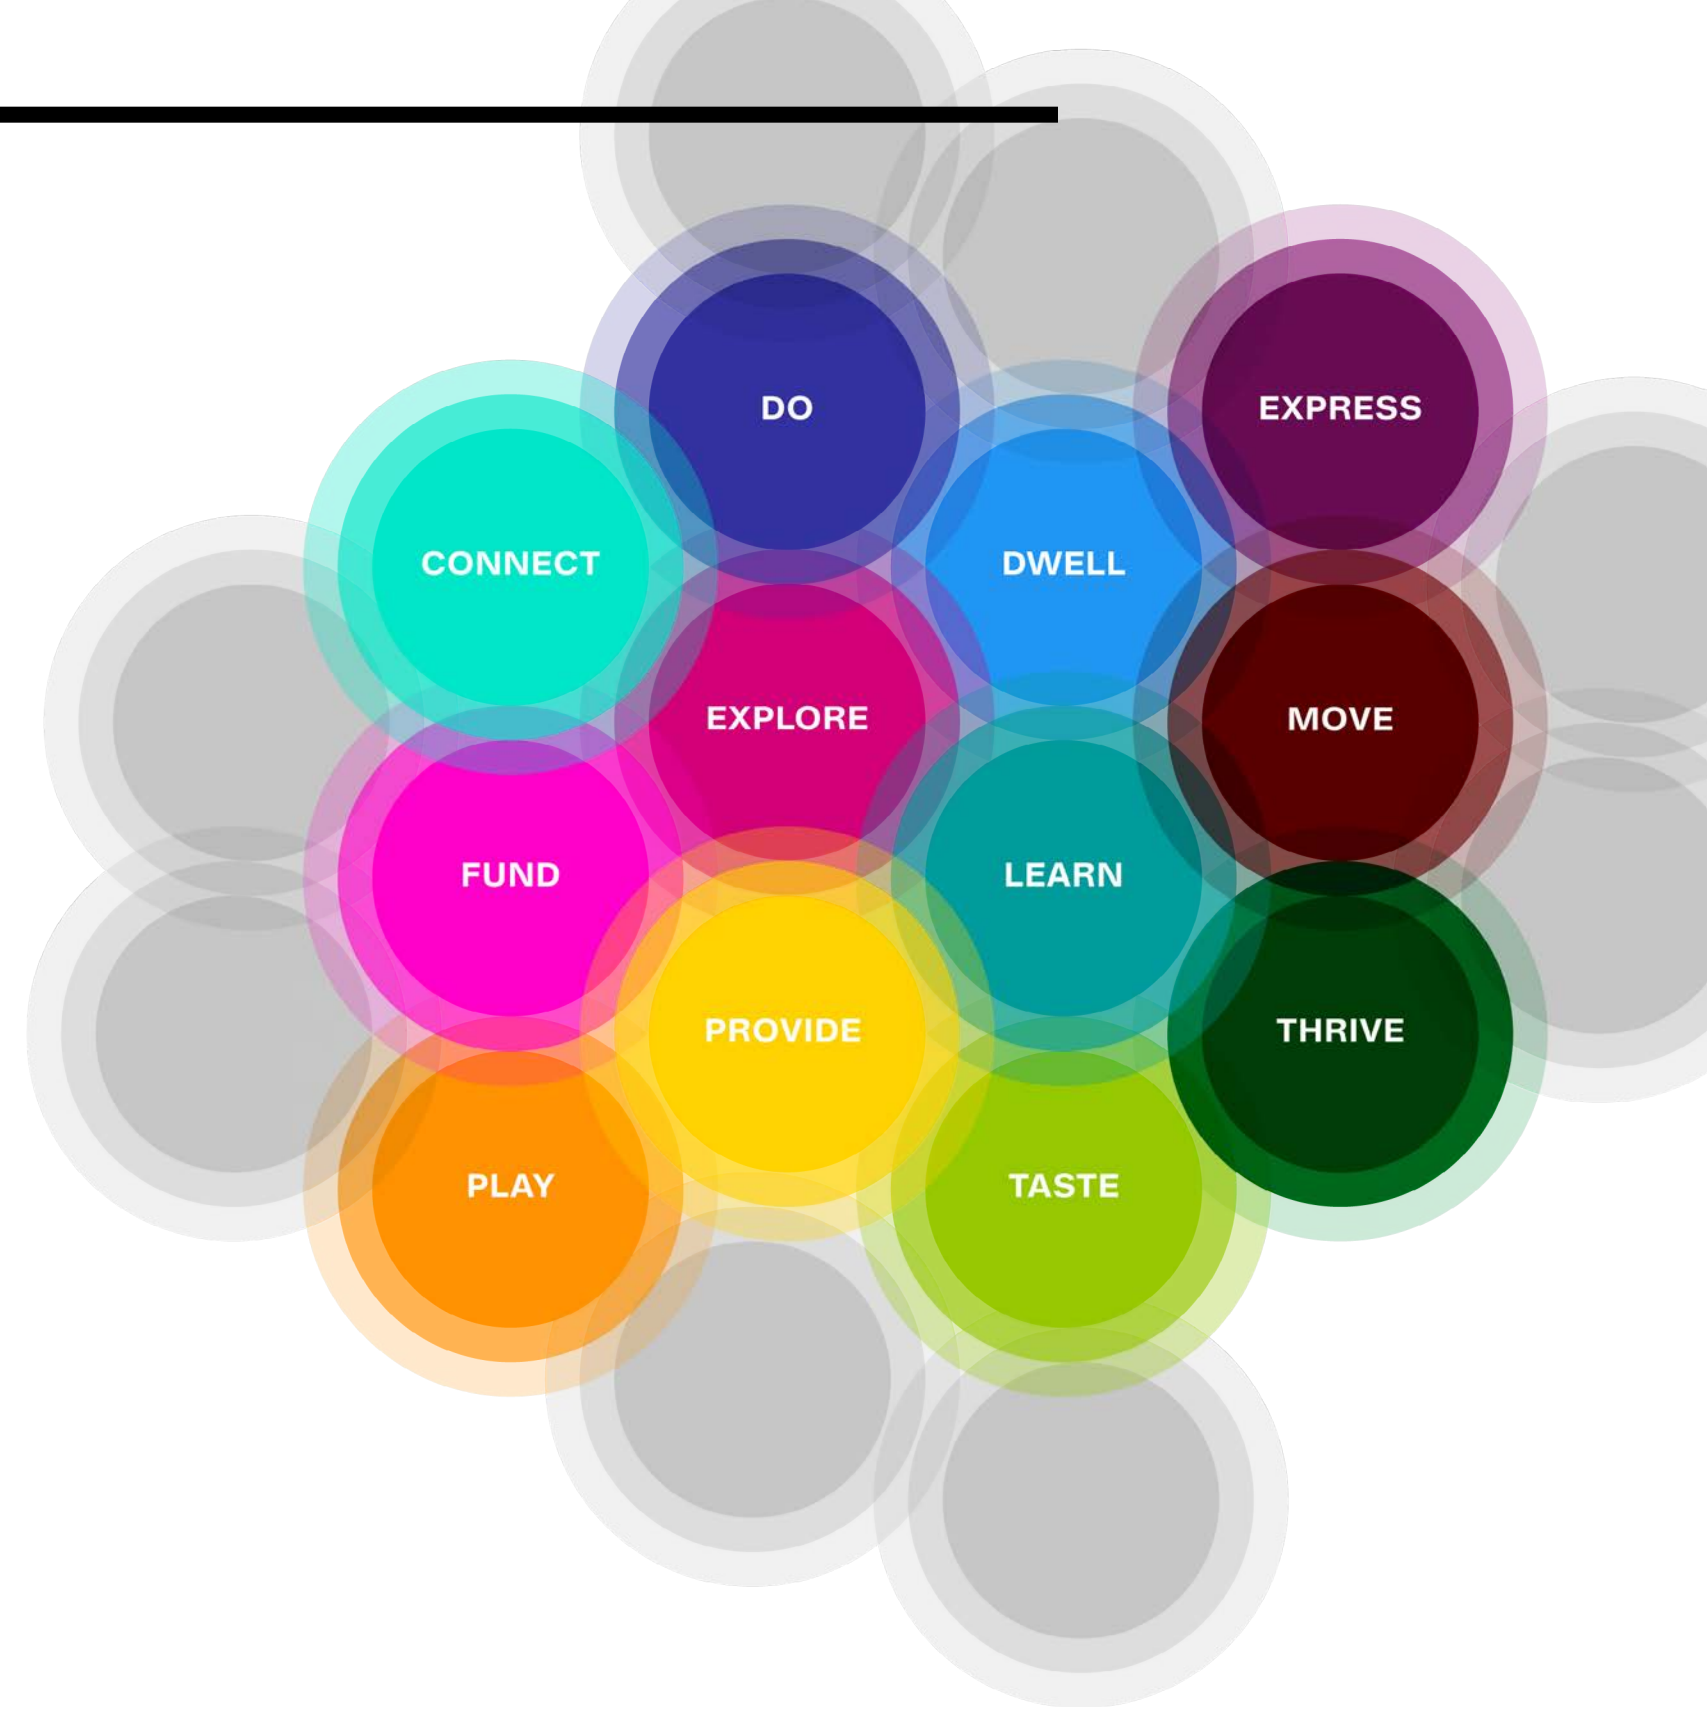 DO
EXPRESS
CONNECT
DWELL
EXPLORE
MOVE
FUND
LEARN
PROVIDE
THRIVE
PLAY
TASTE